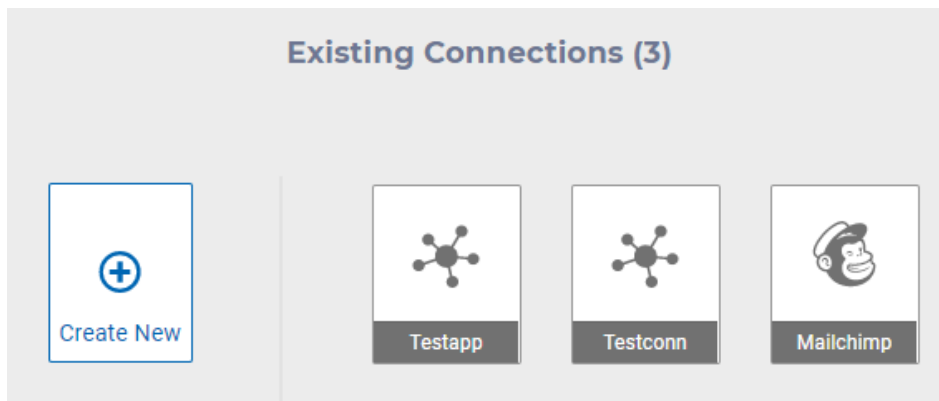 Existing Connections (3)
Create New
Testapp
Testconn
Mailchimp